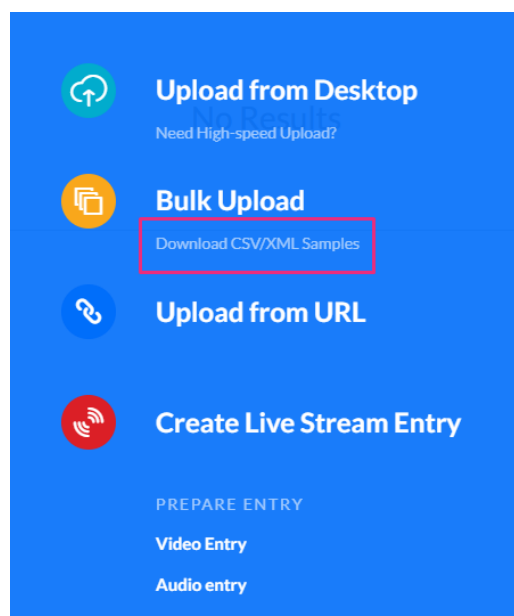 Upload from Desktop
No Results
Need High-speed Upload?
Bulk Upload
Download CSV/XML Samples
Upload from URL
Create Live Stream Entry
PREPARE ENTRY
Video Entry
Audio entry